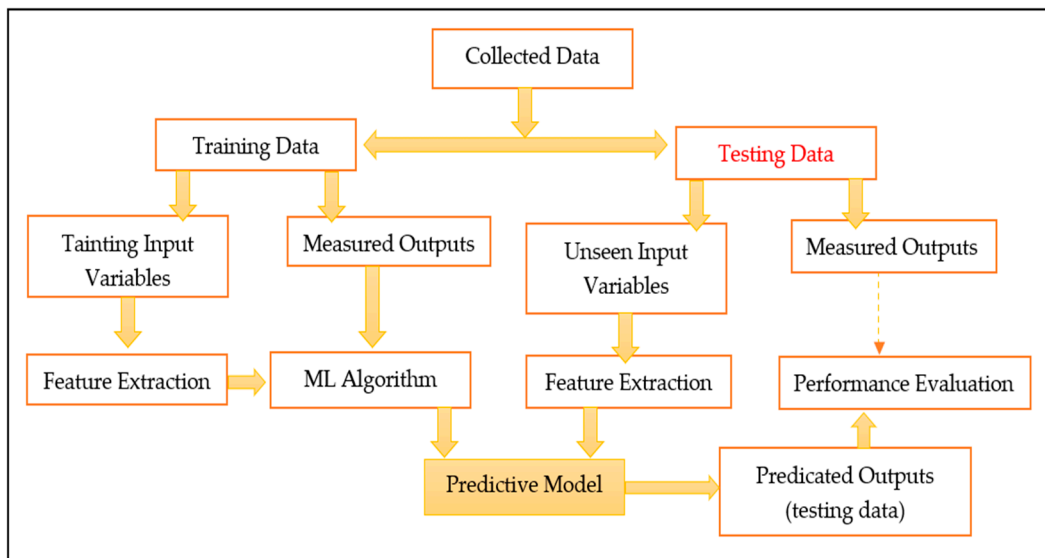 Collected Data
Training Data
Testing Data
Tainting Input
Variables
Measured Outputs
Unseen Input
Variables
Measured Outputs
Feature Extraction
ML Algorithm
Feature Extraction
Performance Evaluation
Predictive Model
Predicated Outputs
(testing data)